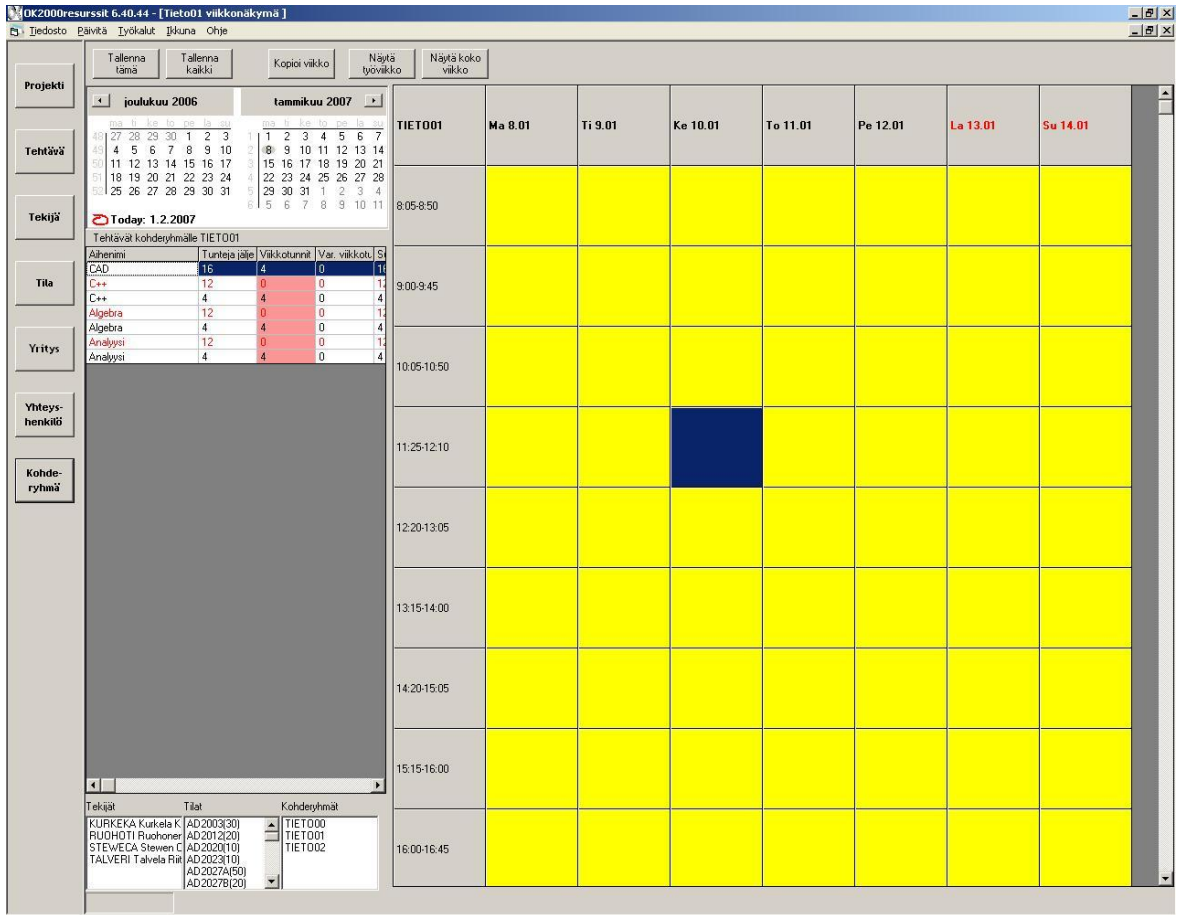 DK2000resurssit 6.40.44 - [Tieto01 viikkonäkymä ]
Tiedosto Päivitä Työkalut Ikkuna Ohje
Projekti
Tehtävä
Tekijä
Tila
Yritys
Yhteys-
henkilö
Kohde-
ryhmä
Tallenna
tämä
Tallenna
kaikki
Kopioi viikko
Näytä
työviikko
Näytä koko
viikko
joulukuu 2006
ma ti ke to pe la su
48 27 28 29 30 1 2 3
49 4 5 6 7 8 9 10
50 11 12 13 14 15 16 17
51 18 19 20 21 22 23 24
52 25 26 27 28 29 30 31
tammikuu 2007
ma ti ke to pe la su
1 1 2 3 4 5 6 7
2 8 9 10 11 12 13 14
3 15 16 17 18 19 20 21
4 22 23 24 25 26 27 28
5 29 30 31 1 2 3 4
6 5 6 7 8 9 10 11
Today: 1.2.2007
Tehtävät kohderyhmälle TIETO01
Aihenimi Tunteja jälje Viikkotunnit Var. viikkotu
CAD 16 4 0 16
C++ 12 0 0 12
C++ 4 4 0 4
Algebra 12 0 0 12
Algebra 4 4 0 4
Analyysi 12 0 0 12
Analyysi 4 4 0 4
Tekijät Tilat Kohderyhmät
KURKEKA Kurkela K AD2003(30) TIETO00
RUOHOTI Ruohoner AD2012(20) TIETO01
STEWECA Stewen C AD2020(10) TIETO02
TALVERI Talvela Riit AD2023(10)
AD2027A(50)
AD2027B(20)
TIETO01 Ma 8.01 Ti 9.01 Ke 10.01 To 11.01 Pe 12.01 La 13.01 Su 14.01
8:05-8:50
9:00-9:45
10:05-10:50
11:25-12:10
12:20-13:05
13:15-14:00
14:20-15:05
15:15-16:00
16:00-16:45